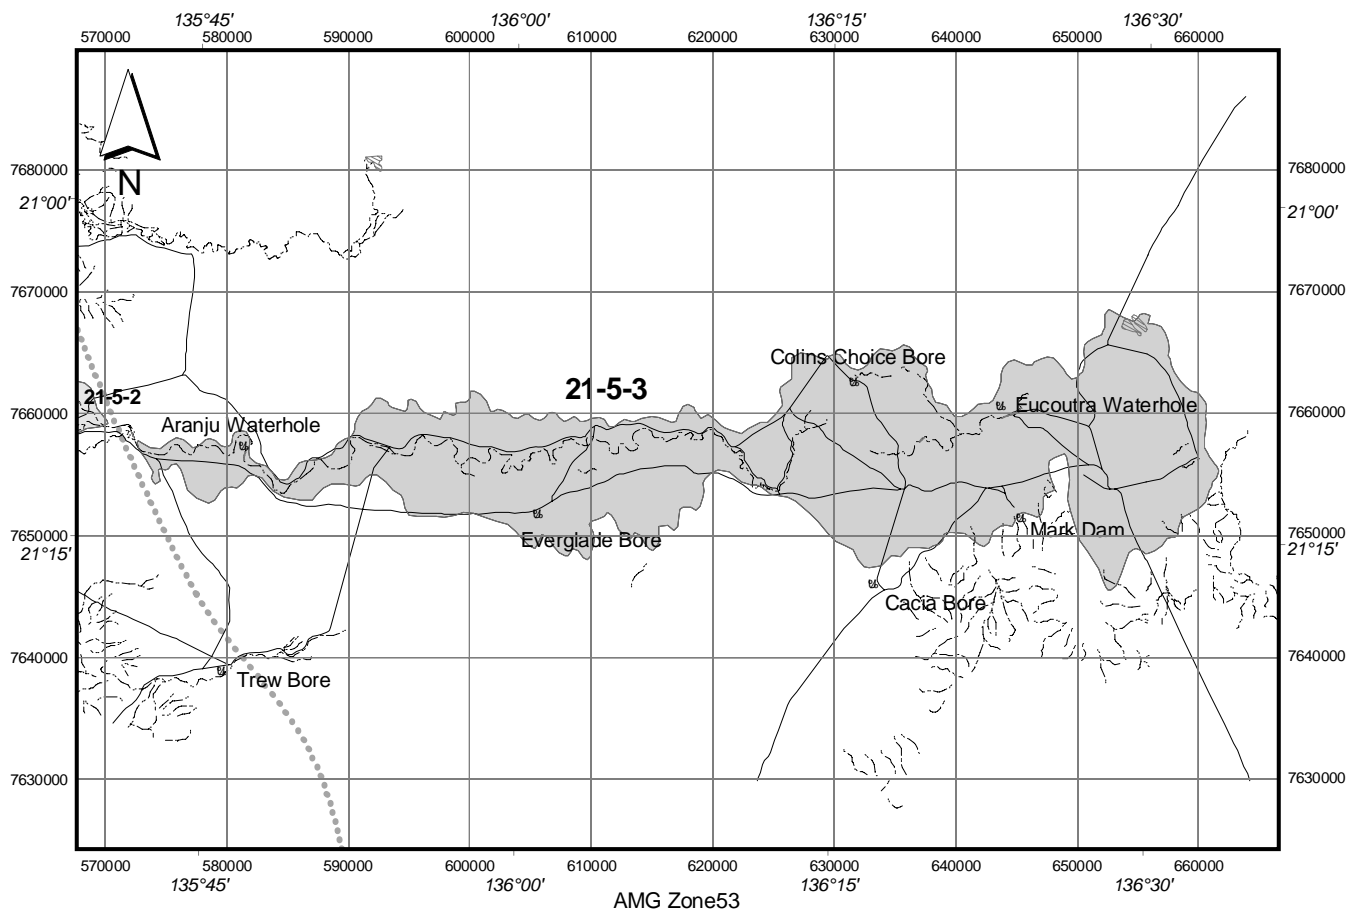 135°45' 136°00' 136°15' 136°30'
570000 580000 590000 600000 610000 620000 630000 640000 650000 660000
N
7680000 7680000
21°00' 21°00'
7670000 7670000
Colins Choice Bore
21-5-3
21-5-2
Eucoutra Waterhole
7660000 7660000
Aranju Waterhole
Mark Dam
7650000 7650000
Everglade Bore
21°15' 21°15'
Cacia Bore
7640000 7640000
Trew Bore
7630000 7630000
570000 580000 590000 600000 610000 620000 630000 640000 650000 660000
135°45' 136°00' 136°15' 136°30'
AMG Zone53